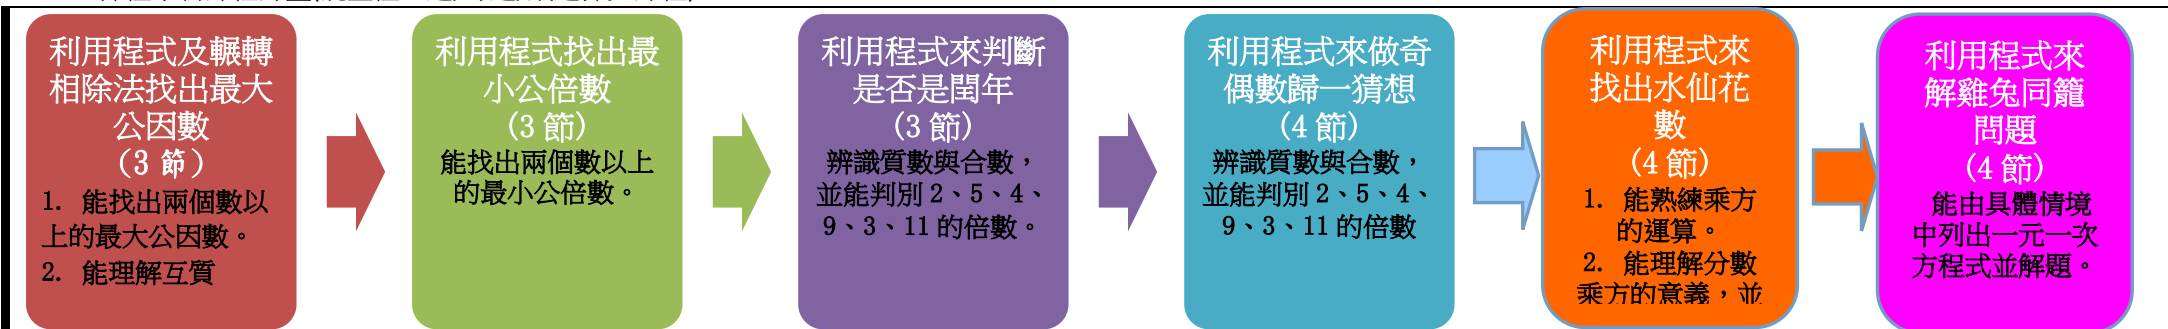 利用程式及輾轉
相除法找出最大
公因數
(3 節)
1. 能找出兩個數以
上的最大公因數。
2. 能理解互質
利用程式找出最
小公倍數
(3 節)
能找出兩個數以上
的最小公倍數。
利用程式來判斷
是否是閏年
(3 節)
辨識質數與合數，
並能判別 2、5、4、
9、3、11 的倍數。
利用程式來做奇
偶數歸一猜想
(4 節)
辨識質數與合數，
並能判別 2、5、4、
9、3、11 的倍數
利用程式來
找出水仙花
數
(4 節)
1. 能熟練乘方
的運算。
2. 能理解分數
乘方的意義，並
利用程式來
解雞兔同籠
問題
(4 節)
能由具體情境
中列出一元一次
方程式並解題。